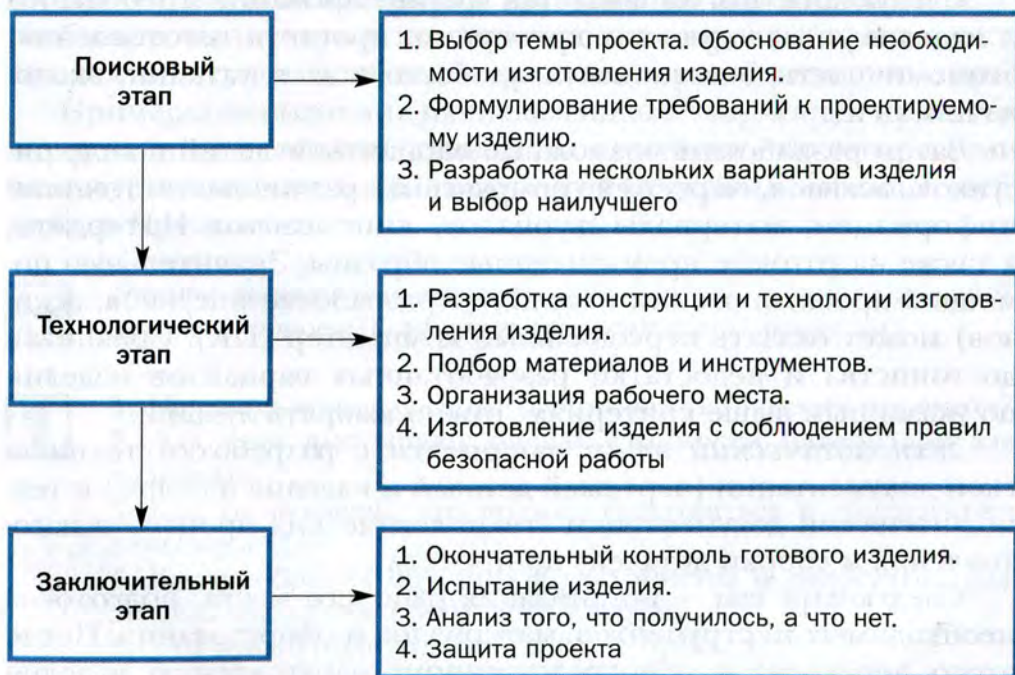 Поисковый
этап
1. Выбор темы проекта. Обоснование необходи-
мости изготовления изделия.
2. Формулирование требований к проектируемо-
му изделию.
3. Разработка нескольких вариантов изделия
и выбор наилучшего
Технологический
этап
1. Разработка конструкции и технологии изготов-
ления изделия.
2. Подбор материалов и инструментов.
3. Организация рабочего места.
4. Изготовление изделия с соблюдением правил
безопасной работы
Заключительный
этап
1. Окончательный контроль готового изделия.
2. Испытание изделия.
3. Анализ того, что получилось, а что нет.
4. Защита проекта